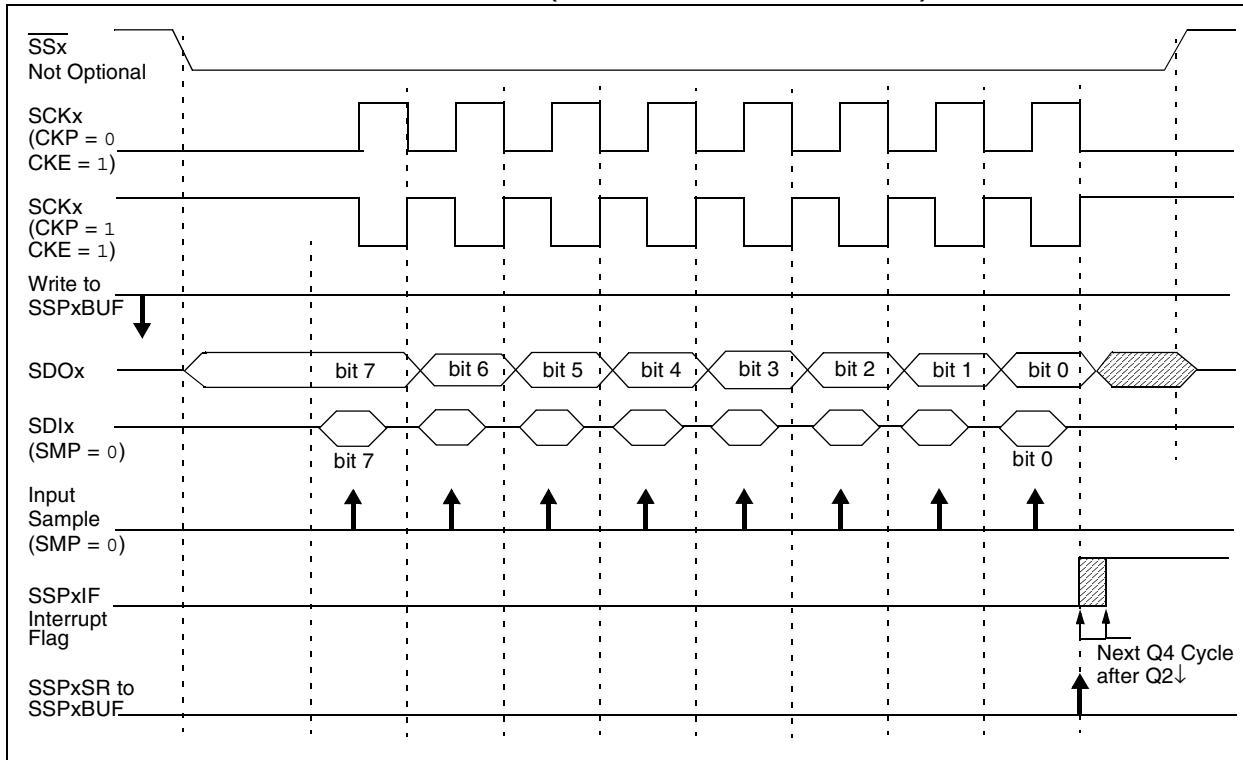 SSx
Not Optional
SCKx
(CKP = 0
CKE = 1)
SCKx
(CKP = 1
CKE = 1)
Write to
SSPxBUF
SDOx
bit 7 bit 6 bit 5 bit 4 bit 3 bit 2 bit 1 bit 0
SDIx
(SMP = 0)
bit 7 bit 0
Input
Sample
(SMP = 0)
SSPxIF
Interrupt
Flag
Next Q4 Cycle
after Q2↓
SSPxSR to
SSPxBUF